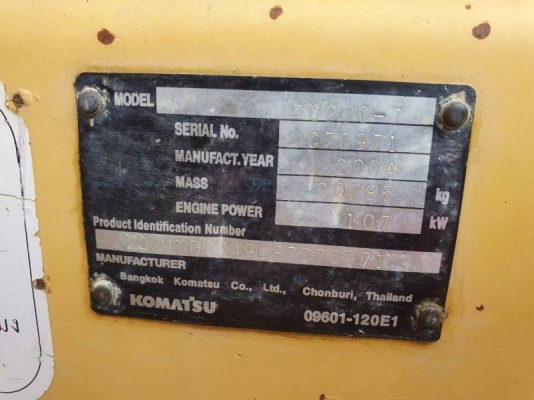 MODEL PC200-7
SERIAL No. C70971
MANUFACT.YEAR 2004
MASS 20785 kg
ENGINE POWER 107 kW
Product Identification Number
MANUFACTURER
Bangkok Komatsu Co., Ltd., Chonburi, Thailand
KOMATSU 09601-120E1